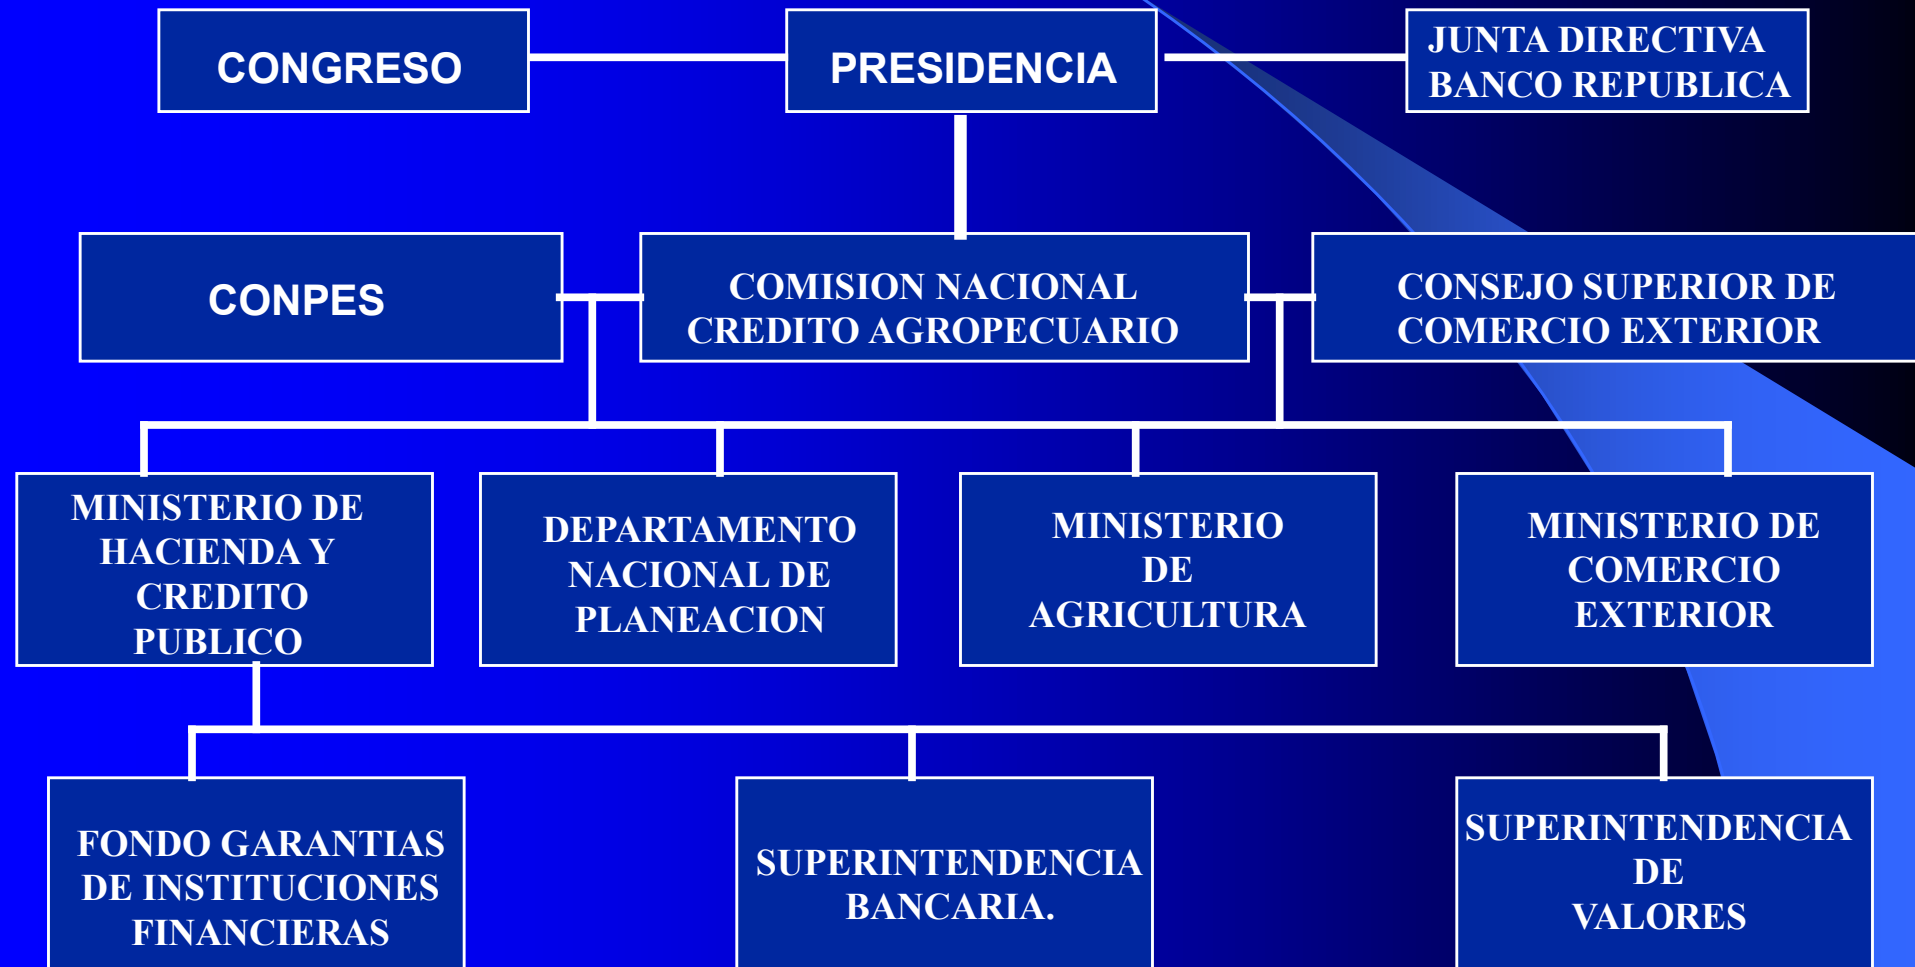 CONGRESO
PRESIDENCIA
JUNTA DIRECTIVA
BANCO REPUBLICA
CONPES
COMISION NACIONAL
CREDITO AGROPECUARIO
CONSEJO SUPERIOR DE
COMERCIO EXTERIOR
MINISTERIO DE
HACIENDA Y
CREDITO
PUBLICO
DEPARTAMENTO
NACIONAL DE
PLANEACION
MINISTERIO
DE
AGRICULTURA
MINISTERIO DE
COMERCIO
EXTERIOR
FONDO GARANTIAS
DE INSTITUCIONES
FINANCIERAS
SUPERINTENDENCIA
BANCARIA.
SUPERINTENDENCIA
DE
VALORES